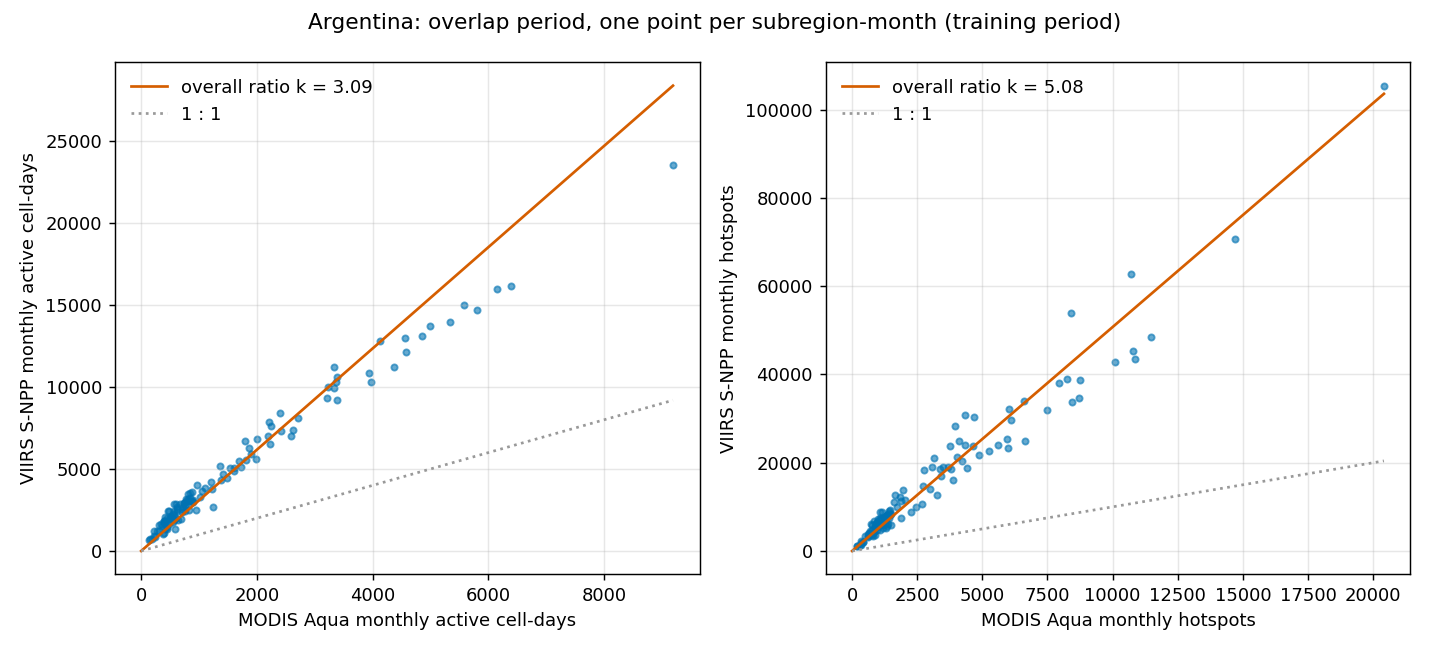 Argentina: overlap period, one point per subregion-month (training period)
overall ratio k = 3.09
1 : 1
VIIRS S-NPP monthly active cell-days
25000
20000
15000
10000
5000
0
0 2000 4000 6000 8000
MODIS Aqua monthly active cell-days
overall ratio k = 5.08
1 : 1
VIIRS S-NPP monthly hotspots
100000
80000
60000
40000
20000
0
0 2500 5000 7500 10000 12500 15000 17500 20000
MODIS Aqua monthly hotspots